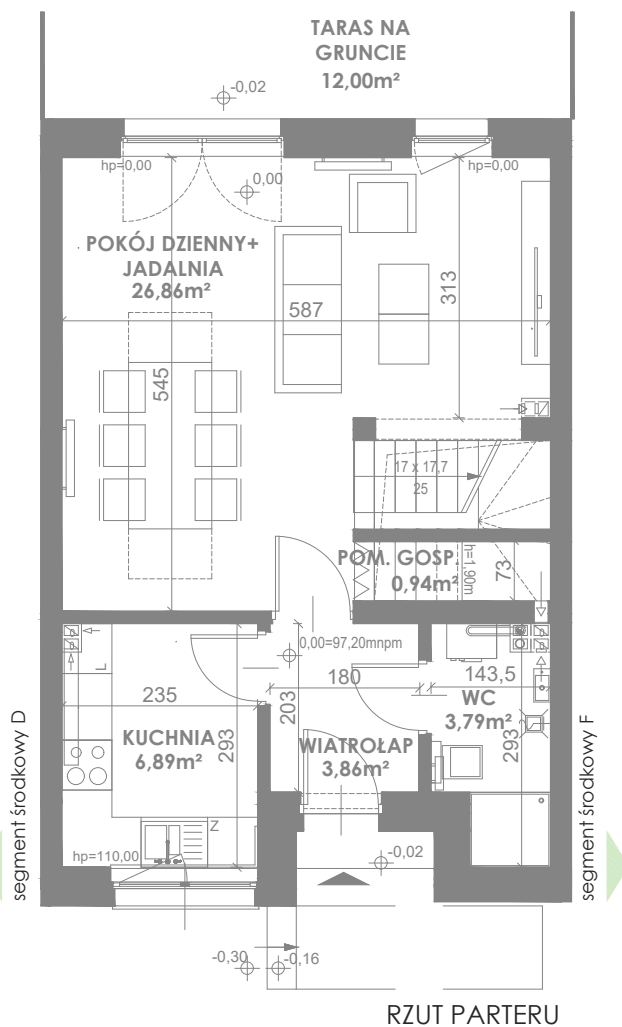 TARAS NA
GRUNCIE
12,00m²
-0,02
hp=0,00
0,00
hp=0,00
POKÓJ DZIENNY+
JADALNIA
26,86m²
587
313
545
17 x 17,7
25
POM. GOSP.
0,94m²
h=1,90m
73
0,00=97,20mnpm
180
143,5
235
203
WC
3,79m²
L
KUCHNIA
6,89m²
293
WIATROŁAP
3,86m²
293
segment środkowy D
segment środkowy F
Z
hp=110,00
-0,02
-0,30
-0,16
RZUT PARTERU